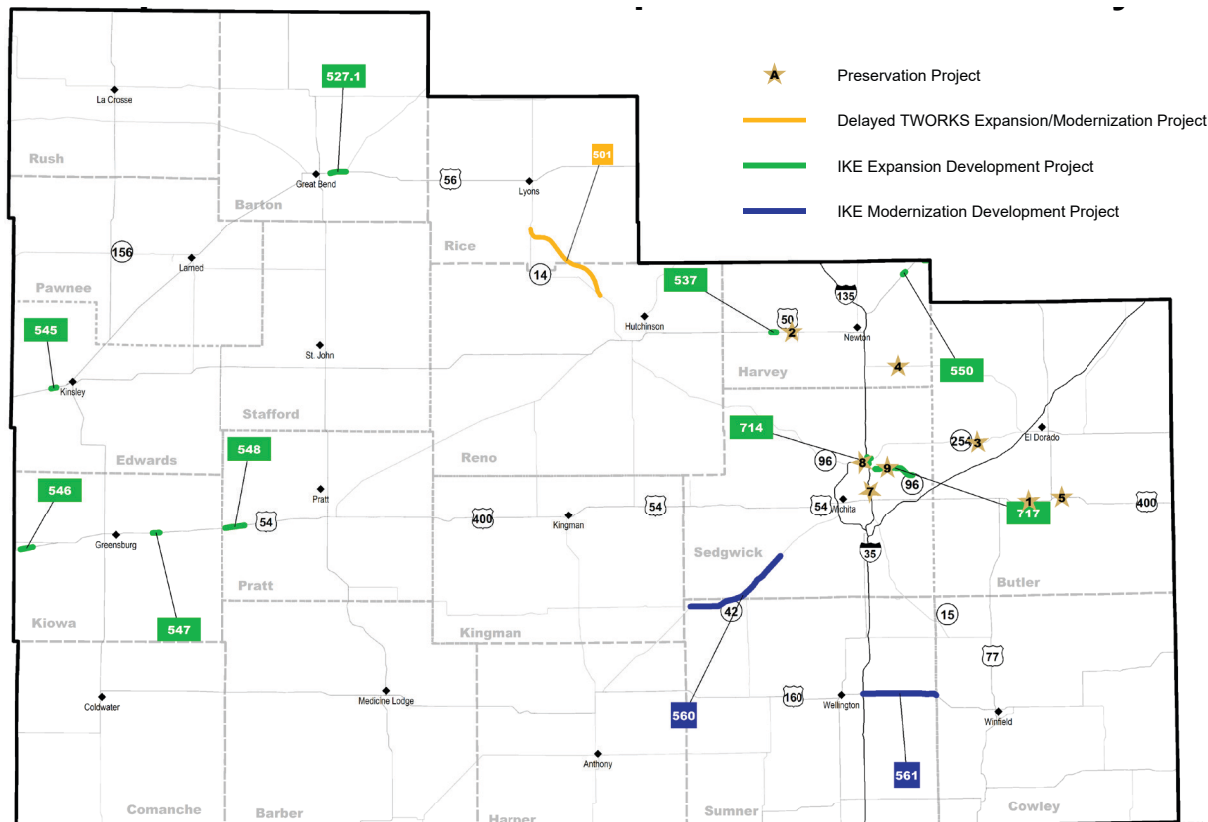 A
Preservation Project
Delayed TWORKS Expansion/Modernization Project
IKE Expansion Development Project
IKE Modernization Development Project
527.1
La Crosse
Rush
Great Bend
Barton
56
Lyons
501
Rice
156
Larned
Pawnee
14
537
135
Hutchinson
50
2
Newton
550
545
Kinsley
St. John
Harvey
4
Stafford
714
Edwards
548
Reno
254
3
El Dorado
96
8
9
96
546
Pratt
7
54
Wichita
1
5
400
717
Greensburg
54
400
Kingman
54
35
Sedgwick
Butler
Pratt
Kiowa
547
42
15
Kingman
77
Coldwater
Medicine Lodge
560
160
Wellington
Winfield
Anthony
561
Comanche
Barber
Harper
Sumner
Cowley